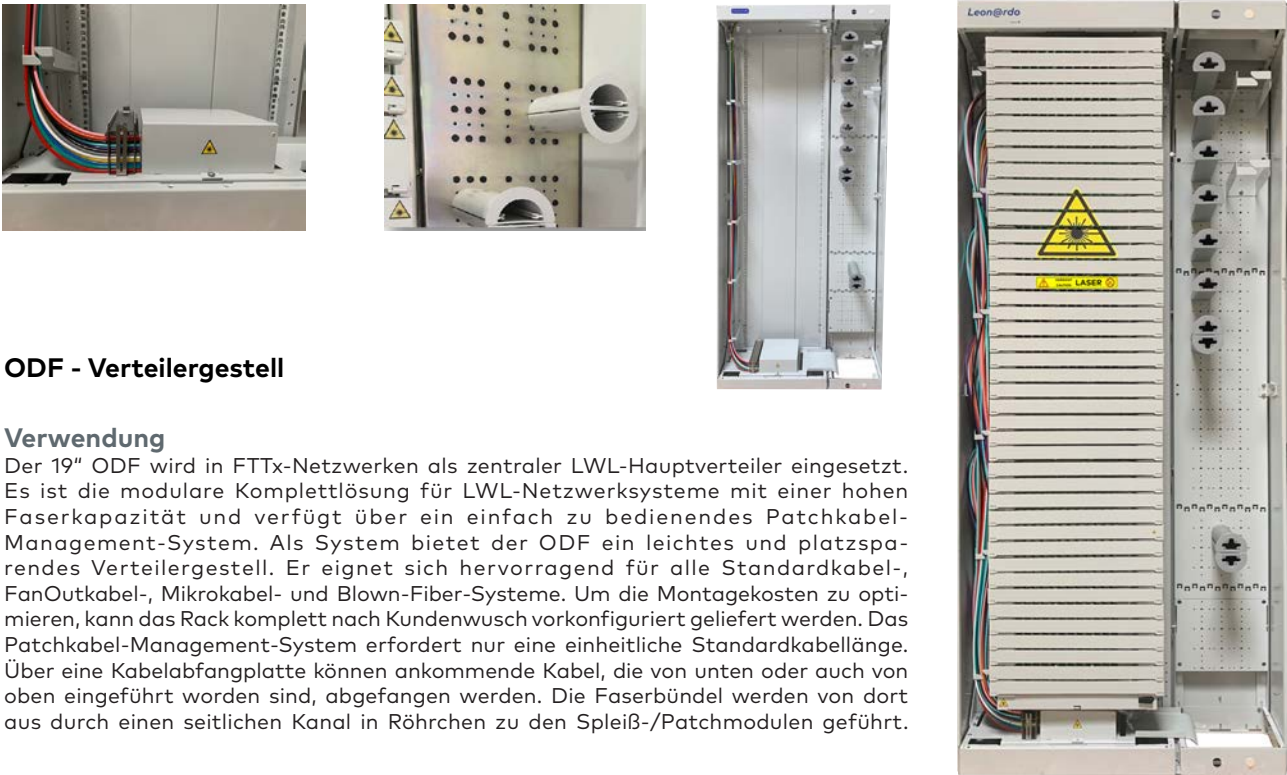 Leon@rdo
LASER
ODF - Verteilergestell
Verwendung
Der 19“ ODF wird in FTTx-Netzwerken als zentraler LWL-Hauptverteiler eingesetzt.
Es ist die modulare Komplettlösung für LWL-Netzwerksysteme mit einer hohen
Faserkapazität und verfügt über ein einfach zu bedienendes Patchkabel-
Management-System. Als System bietet der ODF ein leichtes und platzspa-
rendes Verteilergestell. Er eignet sich hervorragend für alle Standardkabel-,
FanOutkabel-, Mikrokabel- und Blown-Fiber-Systeme. Um die Montagekosten zu opti-
mieren, kann das Rack komplett nach Kundenwusch vorkonfiguriert geliefert werden. Das
Patchkabel-Management-System erfordert nur eine einheitliche Standardkabellänge.
Über eine Kabelabfangplatte können ankommende Kabel, die von unten oder auch von
oben eingeführt worden sind, abgefangen werden. Die Faserbündel werden von dort
aus durch einen seitlichen Kanal in Röhrchen zu den Spleiß-/Patchmodulen geführt.